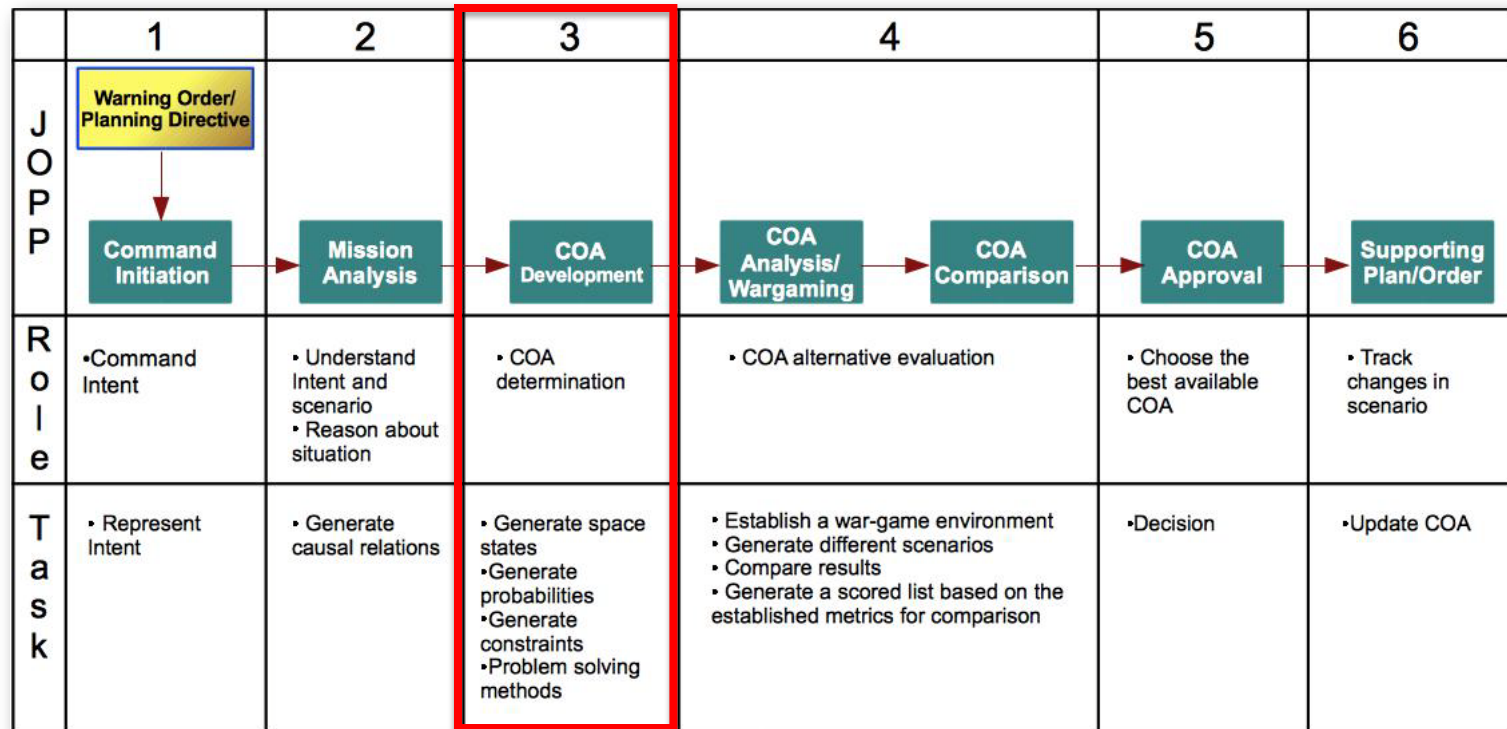 1
2
3
4
5
6
J
O
P
P
Warning Order/
Planning Directive
Command
Initiation
Mission
Analysis
COA
Development
COA
Analysis/
Wargaming
COA
Comparison
COA
Approval
Supporting
Plan/Order
R
o
l
e
•Command
Intent
• Understand
Intent and
scenario
• Reason about
situation
• COA
determination
• COA alternative evaluation
• Choose the
best available
COA
• Track
changes in
scenario
T
a
s
k
• Represent
Intent
• Generate
causal relations
• Generate space
states
•Generate
probabilities
•Generate
constraints
•Problem solving
methods
• Establish a war-game environment
• Generate different scenarios
• Compare results
• Generate a scored list based on the
established metrics for comparison
•Decision
•Update COA